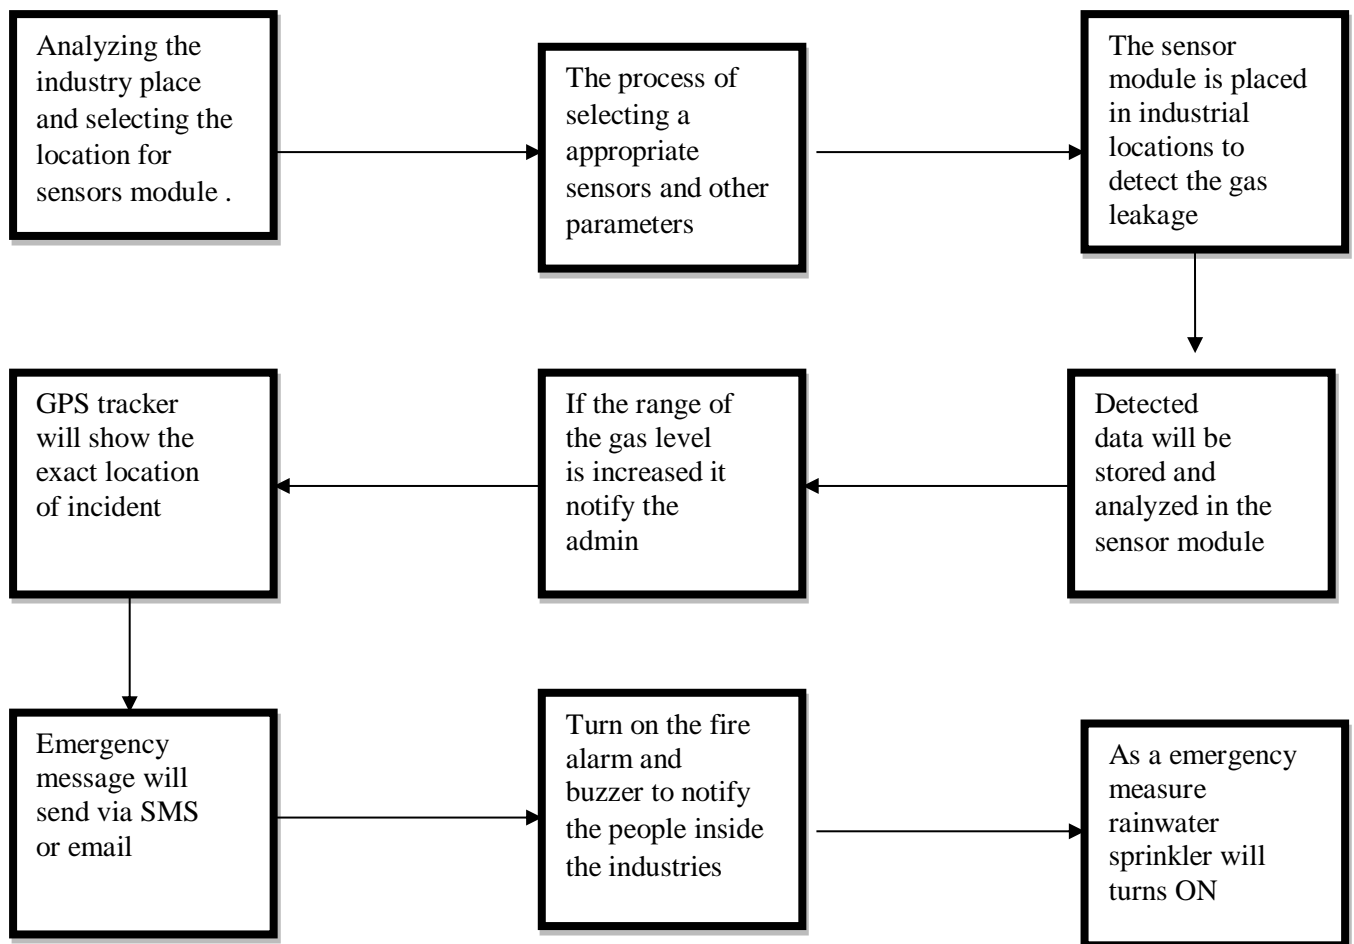 Analyzing the
industry place
and selecting the
location for
sensors module .
The process of
selecting a
appropriate
sensors and other
parameters
The sensor
module is placed
in industrial
locations to
detect the gas
leakage
Detected
data will be
stored and
analyzed in the
sensor module
If the range of
the gas level
is increased it
notify the
admin
GPS tracker
will show the
exact location
of incident
Emergency
message will
send via SMS
or email
Turn on the fire
alarm and
buzzer to notify
the people inside
the industries
As a emergency
measure
rainwater
sprinkler will
turns ON